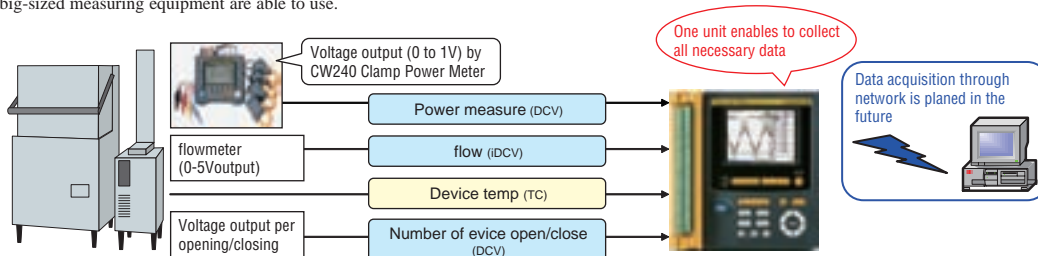 big-sized measuring equipment are able to use.
One unit enables to collect
all necessary data
Voltage output (0 to 1V) by
CW240 Clamp Power Meter
Data acquisition through
network is planed in the
future
Power measure (DCV)
flowmeter
(0-5Voutput)
flow (iDCV)
Device temp (TC)
Voltage output per
opening/closing
Number of evice open/close
(DCV)